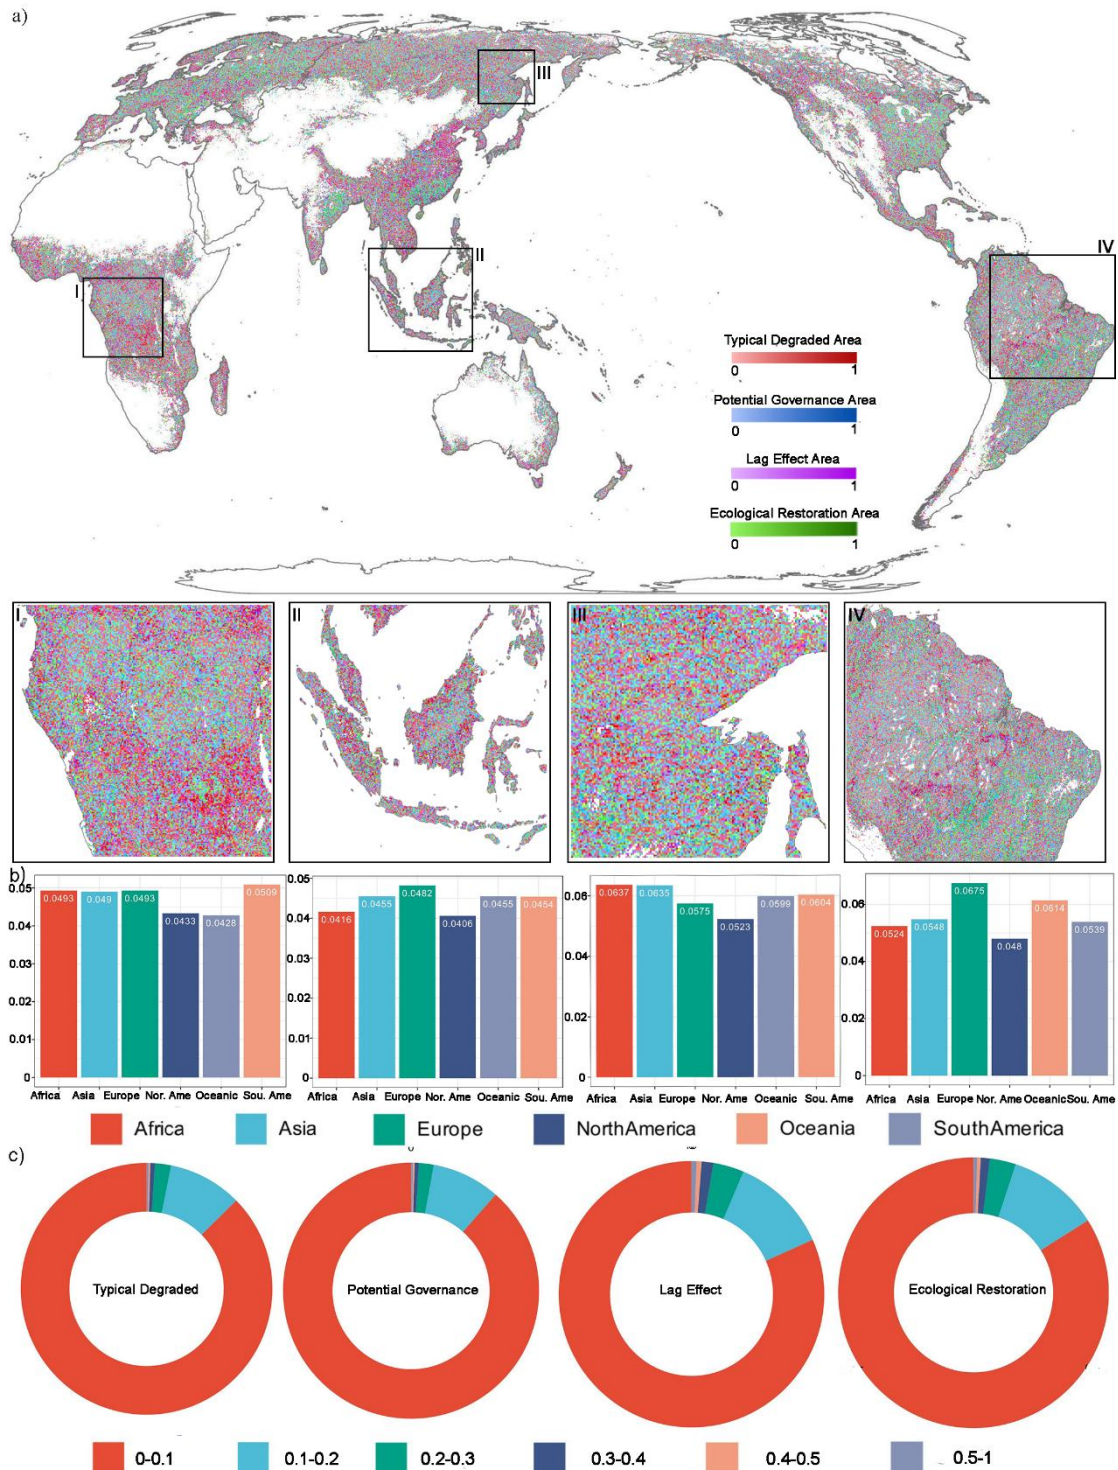 a)
III
II
I
IV
Typical Degraded Area
0 1
Potential Governance Area
0 1
Lag Effect Area
0 1
Ecological Restoration Area
0 1
I
II
III
IV
b)
0.05
0.04
0.03
0.02
0.01
0
0.0493
0.049
0.0493
0.0433
0.0428
0.0509
Africa Asia Europe Nor. Ame Oceanic Sou. Ame
0.05
0.04
0.03
0.02
0.01
0
0.0416
0.0455
0.0482
0.0406
0.0455
0.0454
Africa Asia Europe Nor. Ame Oceanic Sou. Ame
0.06
0.04
0.02
0
0.0637
0.0635
0.0575
0.0523
0.0599
0.0604
Africa Asia Europe Nor. Ame Oceanic Sou. Ame
0.06
0.04
0.02
0
0.0524
0.0548
0.0675
0.048
0.0614
0.0539
Africa Asia Europe Nor. Ame Oceanic Sou. Ame
Africa Asia Europe NorthAmerica Oceania SouthAmerica
c)
Typical Degraded
Potential Governance
Lag Effect
Ecological Restoration
0-0.1 0.1-0.2 0.2-0.3 0.3-0.4 0.4-0.5 0.5-1